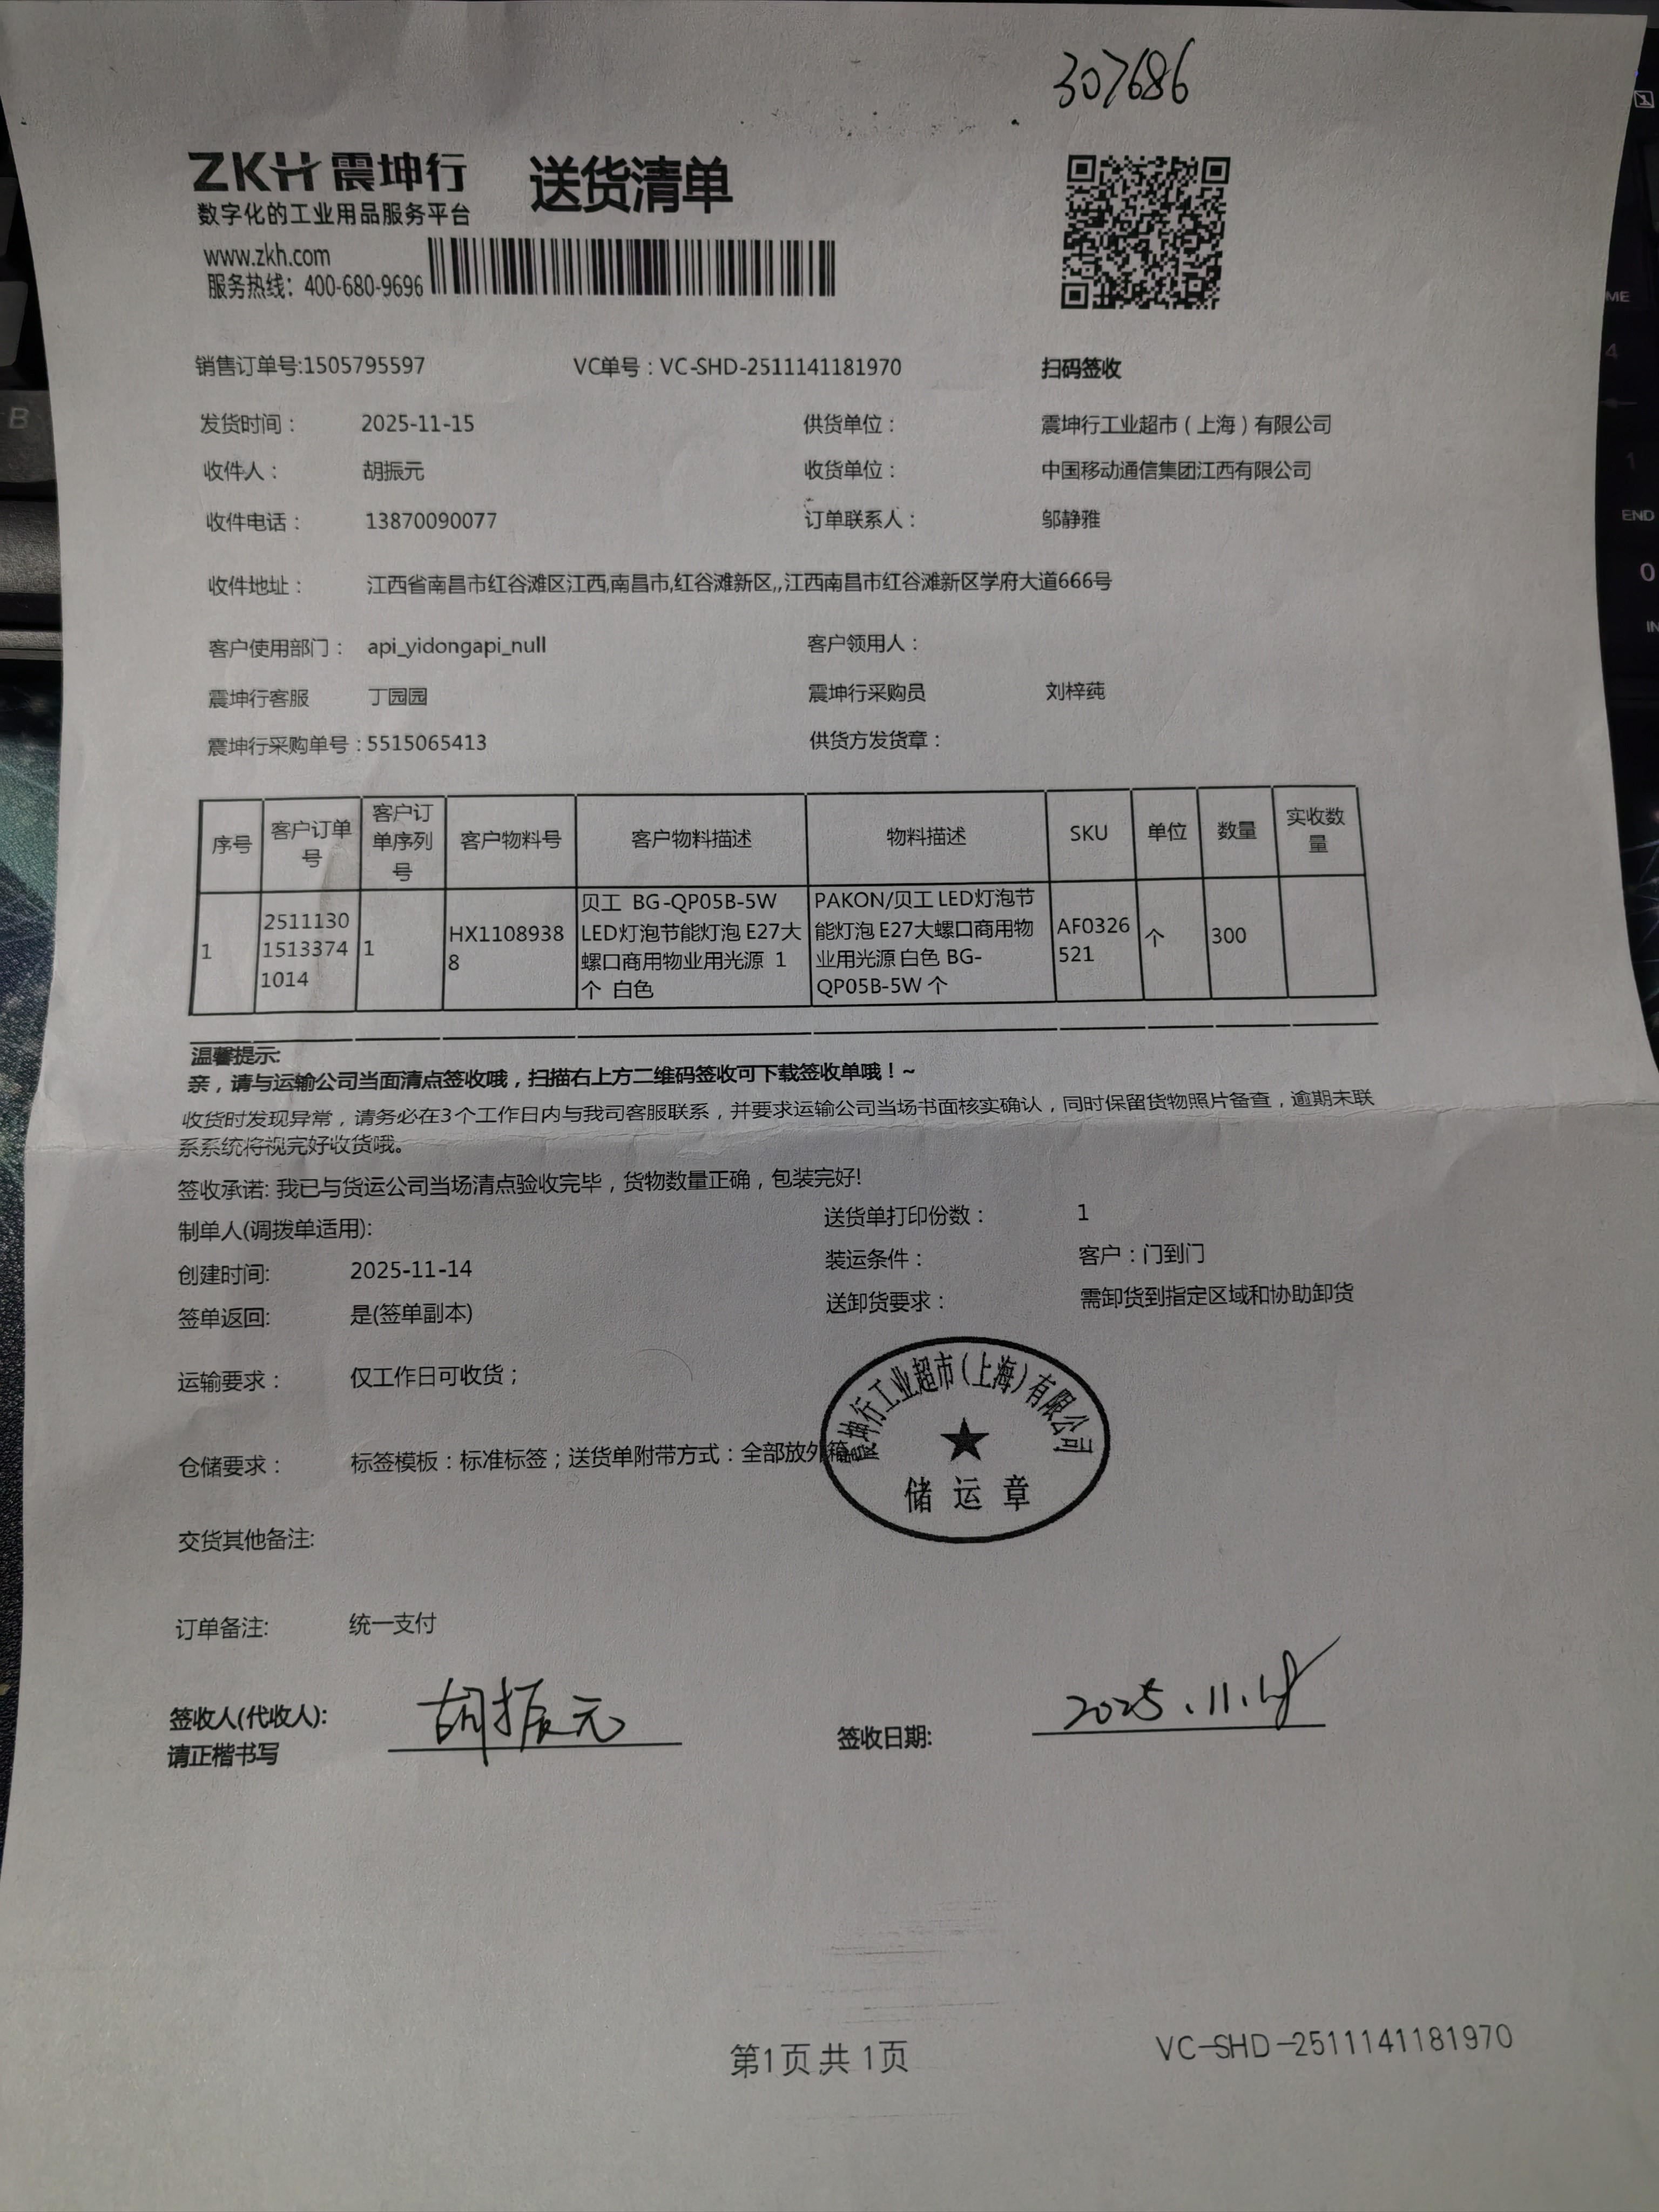 307686
ZKH 震坤行 送货清单
数字化的工业用品服务平台
www.zkh.com
服务热线：400-680-9696
销售订单号:1505795597 VC单号：VC-SHD-2511141181970 扫码签收
发货时间： 2025-11-15 供货单位： 震坤行工业超市（上海）有限公司
收件人： 胡振元 收货单位： 中国移动通信集团江西有限公司
收件电话： 13870090077 订单联系人： 邬静雅
收件地址： 江西省南昌市红谷滩区江西,南昌市,红谷滩新区,,江西南昌市红谷滩新区学府大道666号
客户使用部门： api_yidongapi_null 客户领用人：
震坤行客服 丁园园 震坤行采购员 刘梓莼
震坤行采购单号：5515065413 供货方发货章：
序号 客户订单号 客户订单序列号 客户物料号 客户物料描述 物料描述 SKU 单位 数量 实收数量
1 251113015133741014 1 HX11089388 贝工 BG-QP05B-5W LED灯泡节能灯泡 E27大螺口商用物业用光源 1个 白色 PAKON/贝工 LED灯泡节能灯泡 E27大螺口商用物业用光源 白色 BG-QP05B-5W 个 AF0326521 个 300
温馨提示:
亲，请与运输公司当面清点签收哦，扫描右上方二维码签收可下载签收单哦！~
收货时发现异常，请务必在3个工作日内与我司客服联系，并要求运输公司当场书面核实确认，同时保留货物照片备查，逾期未联
系系统将视完好收货哦。
签收承诺: 我已与货运公司当场清点验收完毕，货物数量正确，包装完好!
制单人(调拨单适用): 送货单打印份数： 1
创建时间: 2025-11-14 装运条件： 客户：门到门
签单返回: 是(签单副本) 送卸货要求： 需卸货到指定区域和协助卸货
运输要求： 仅工作日可收货；
仓储要求： 标签模板：标准标签；送货单附带方式：全部放外箱
震坤行工业超市（上海）有限公司
储运章
交货其他备注:
订单备注: 统一支付
签收人(代收人): 胡振元 签收日期: 2025.11.18
请正楷书写
第1页 共 1页 VC-SHD-2511141181970